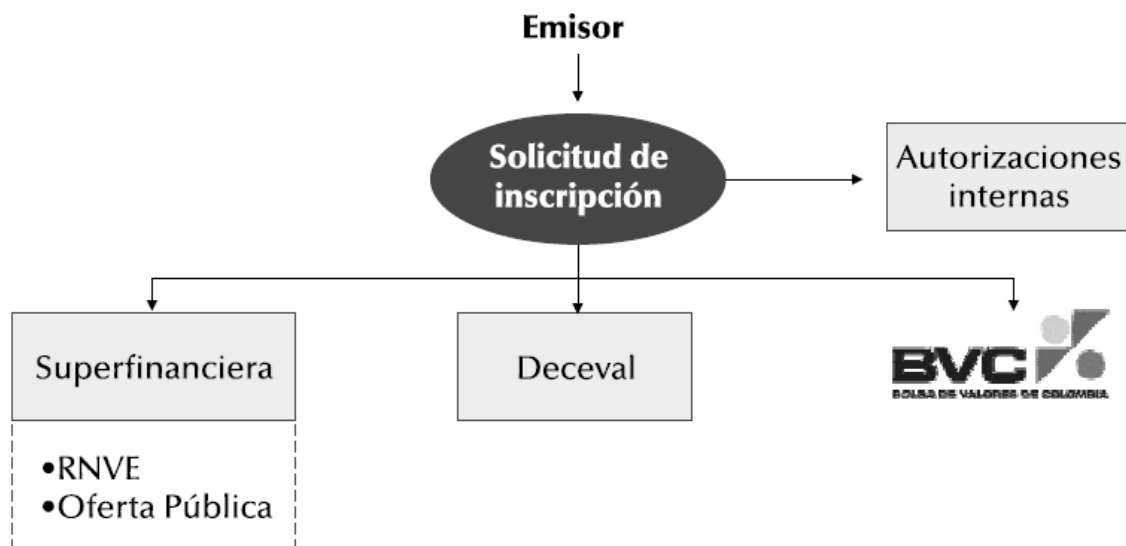 Emisor
Solicitud de
inscripción
Autorizaciones
internas
Superfinanciera
Deceval
BVC
BOLSA DE VALORES DE COLOMBIA
•RNVE
•Oferta Pública